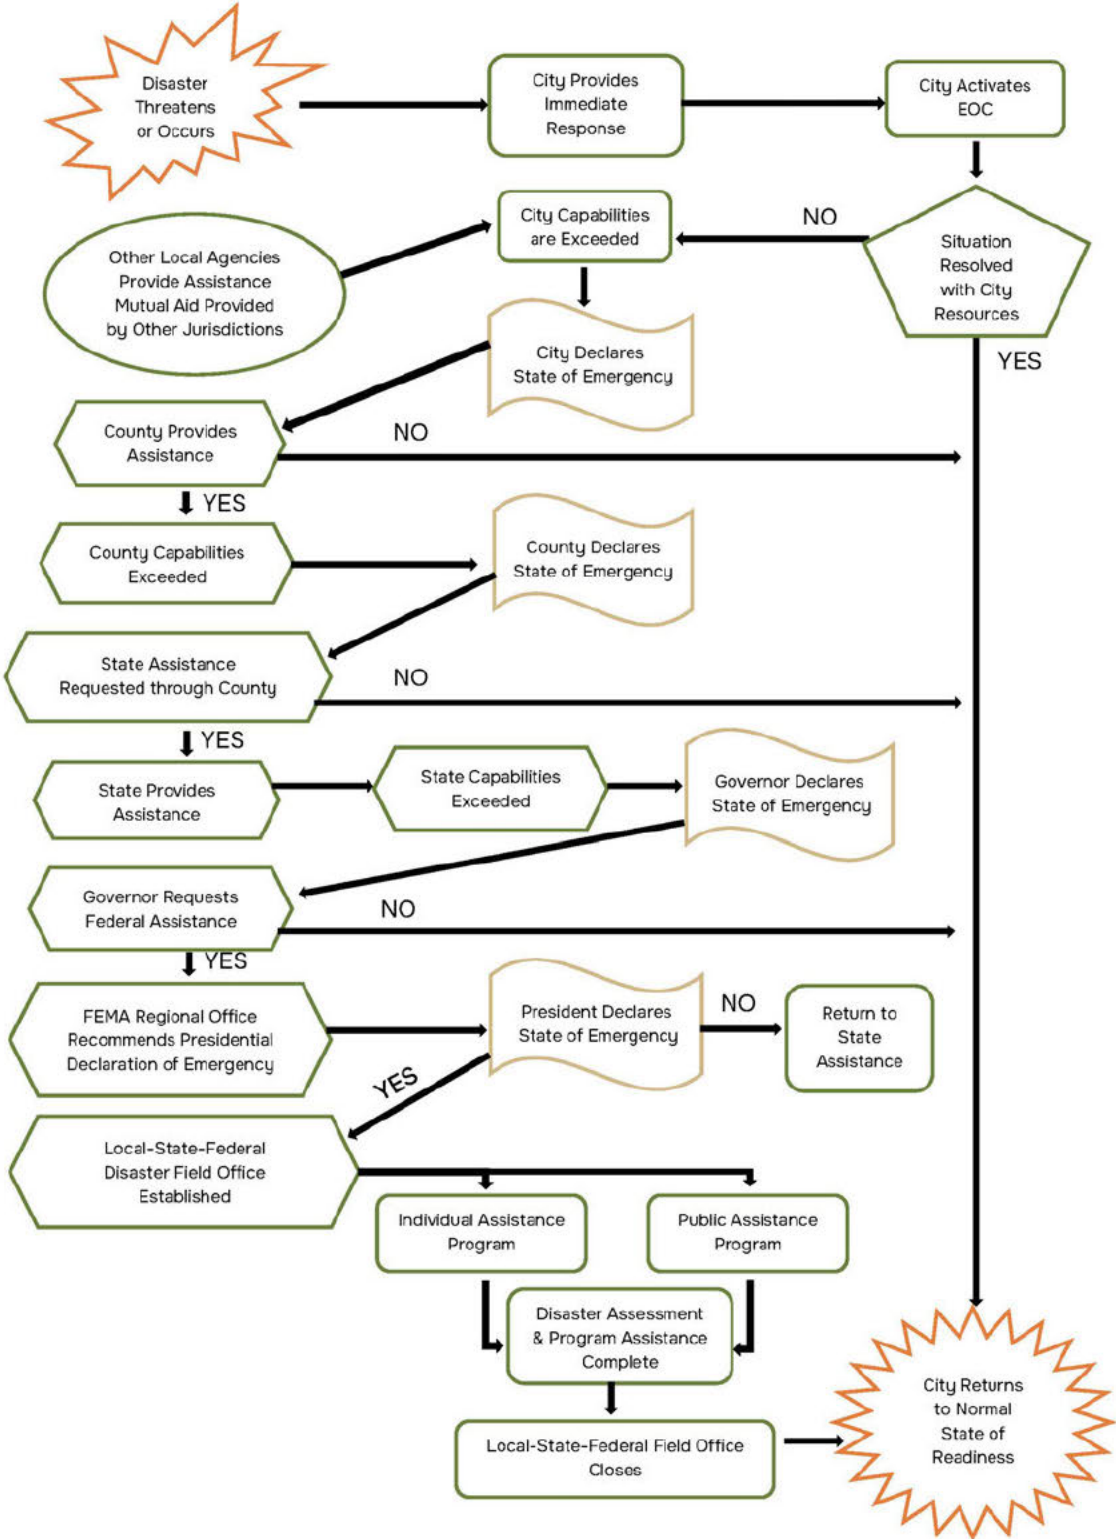 Disaster
Threatens
or Occurs
City Provides
Immediate
Response
City Activates
EOC
Other Local Agencies
Provide Assistance
Mutual Aid Provided
by Other Jurisdictions
City Capabilities
are Exceeded
NO
Situation
Resolved
with City
Resources
YES
City Declares
State of Emergency
County Provides
Assistance
NO
YES
County Capabilities
Exceeded
County Declares
State of Emergency
State Assistance
Requested through County
NO
YES
State Provides
Assistance
State Capabilities
Exceeded
Governor Declares
State of Emergency
Governor Requests
Federal Assistance
NO
YES
FEMA Regional Office
Recommends Presidential
Declaration of Emergency
President Declares
State of Emergency
NO
Return to
State
Assistance
YES
Local-State-Federal
Disaster Field Office
Established
Individual Assistance
Program
Public Assistance
Program
Disaster Assessment
& Program Assistance
Complete
Local-State-Federal Field Office
Closes
City Returns
to Normal
State of
Readiness